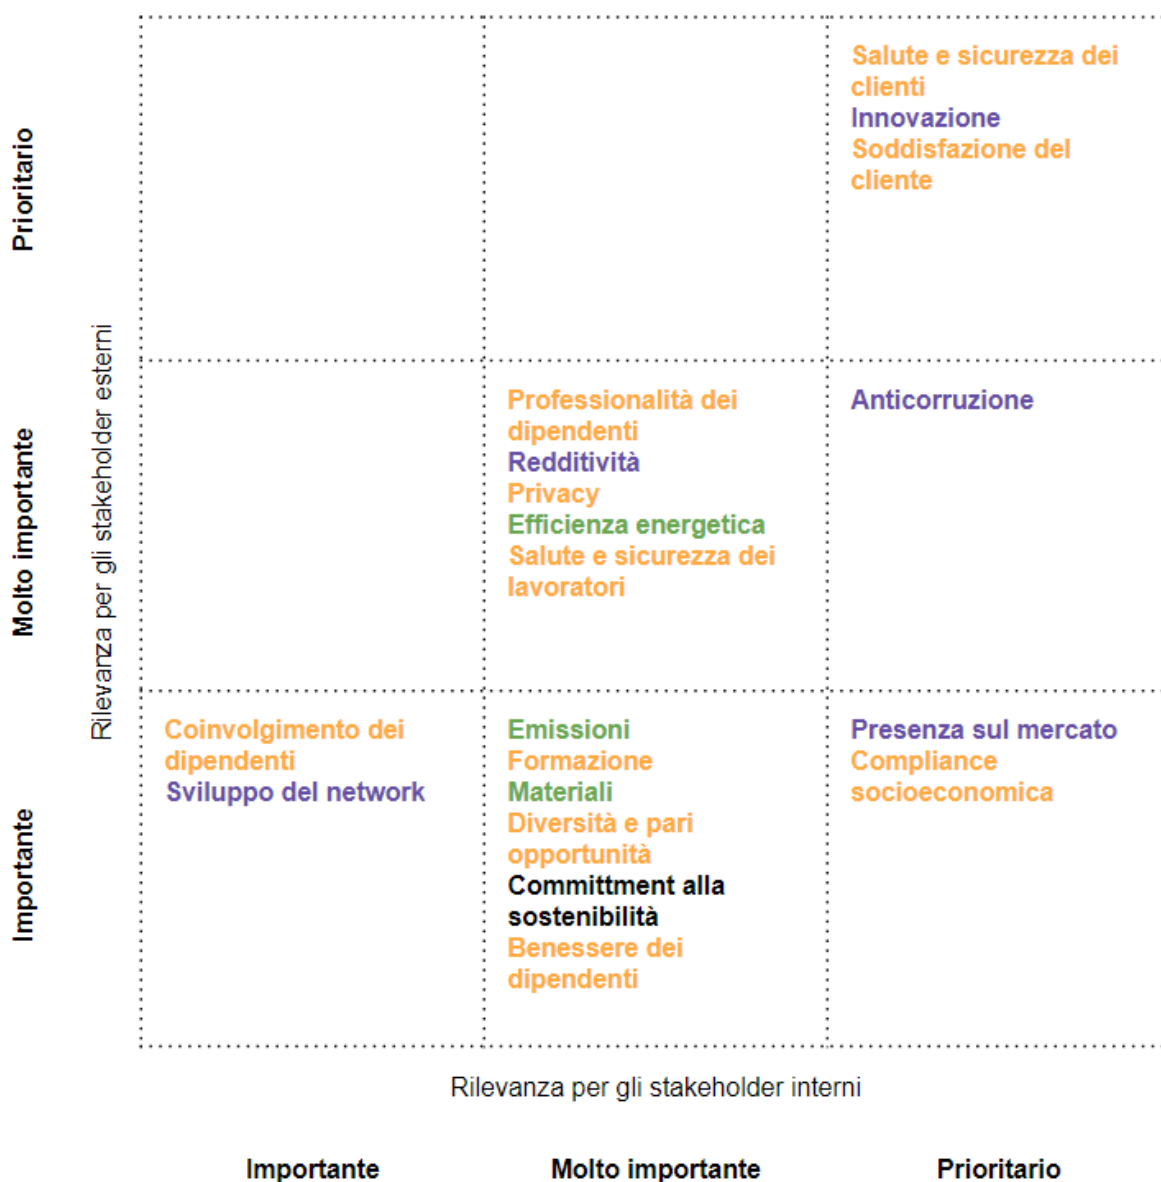 Prioritario
Salute e sicurezza dei
clienti
Innovazione
Soddisfazione del
cliente
Rilevanza per gli stakeholder esterni
Molto importante
Professionalità dei
dipendenti
Redditività
Privacy
Efficienza energetica
Salute e sicurezza dei
lavoratori
Anticorruzione
Importante
Coinvolgimento dei
dipendenti
Sviluppo del network
Emissioni
Formazione
Materiali
Diversità e pari
opportunità
Committment alla
sostenibilità
Benessere dei
dipendenti
Presenza sul mercato
Compliance
socioeconomica
Rilevanza per gli stakeholder interni
Importante
Molto importante
Prioritario